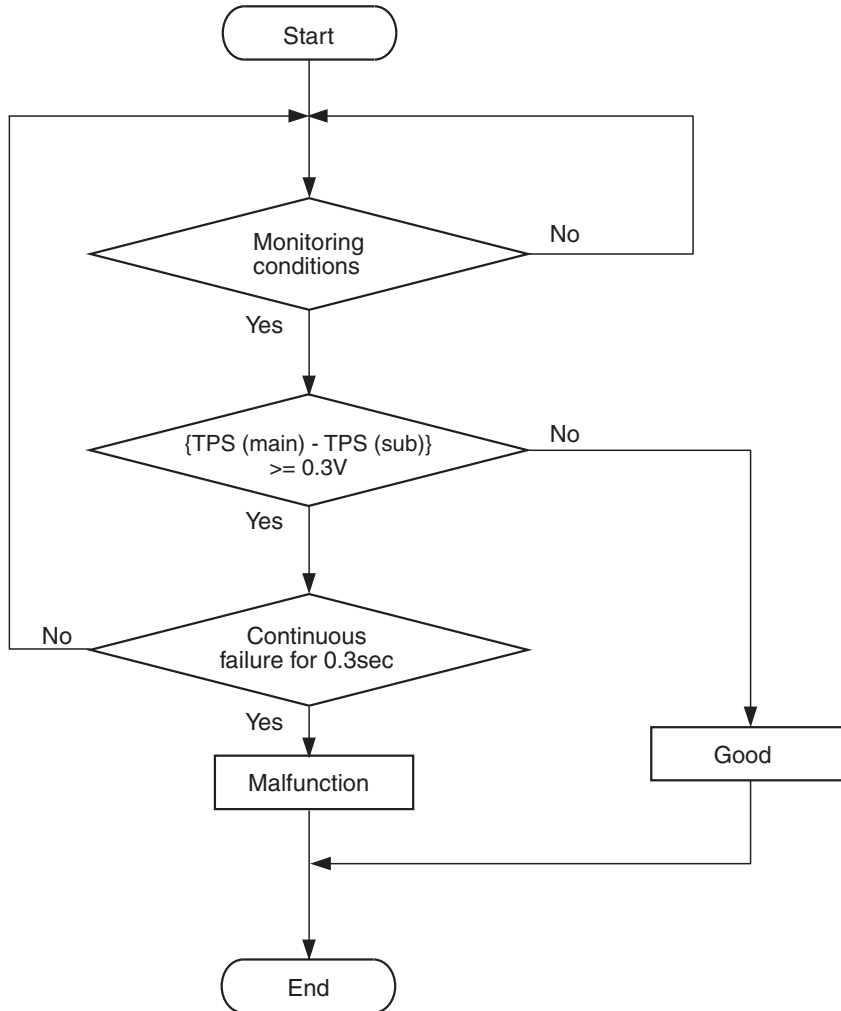 Start
Monitoring
conditions
No
Yes
{TPS (main) - TPS (sub)}
>= 0.3V
No
Yes
Continuous
failure for 0.3sec
No
Yes
Malfunction
Good
End